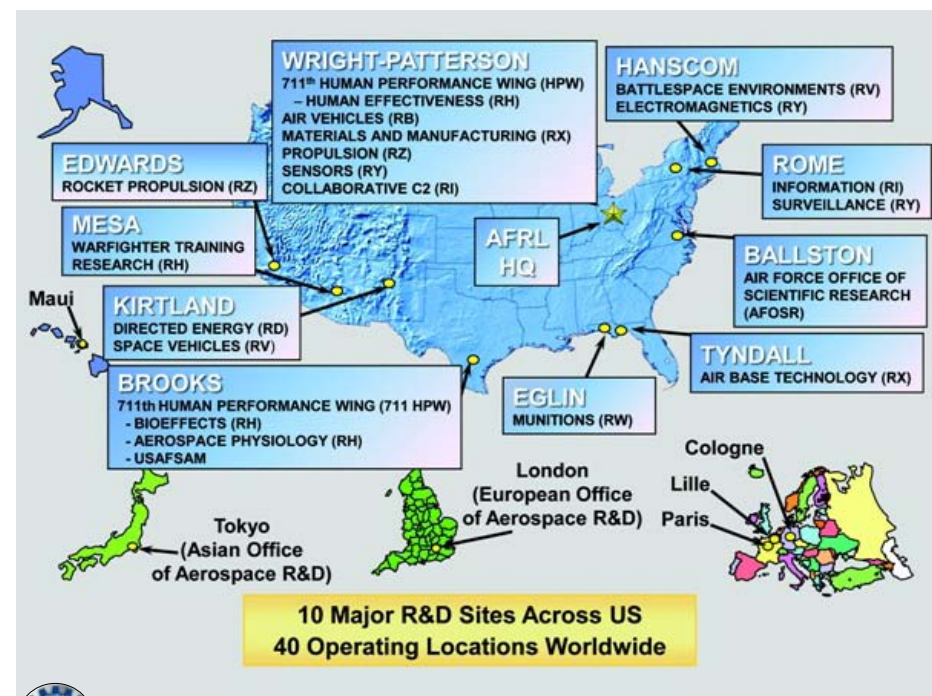 WRIGHT-PATTERSON
711th HUMAN PERFORMANCE WING (HPW)
– HUMAN EFFECTIVENESS (RH)
AIR VEHICLES (RB)
MATERIALS AND MANUFACTURING (RX)
PROPULSION (RZ)
SENSORS (RY)
COLLABORATIVE C2 (RI)
HANSCOM
BATTLESPACE ENVIRONMENTS (RV)
ELECTROMAGNETICS (RY)
EDWARDS
ROCKET PROPULSION (RZ)
ROME
INFORMATION (RI)
SURVEILLANCE (RY)
MESA
WARFIGHTER TRAINING
RESEARCH (RH)
AFRL
HQ
BALLSTON
AIR FORCE OFFICE OF
SCIENTIFIC RESEARCH
(AFOSR)
Maui
KIRTLAND
DIRECTED ENERGY (RD)
SPACE VEHICLES (RV)
TYNDALL
AIR BASE TECHNOLOGY (RX)
BROOKS
711th HUMAN PERFORMANCE WING (711 HPW)
- BIOEFFECTS (RH)
- AEROSPACE PHYSIOLOGY (RH)
- USAFSAM
EGLIN
MUNITIONS (RW)
Tokyo
(Asian Office
of Aerospace R&D)
London
(European Office
of Aerospace R&D)
Cologne
Lille
Paris
10 Major R&D Sites Across US
40 Operating Locations Worldwide